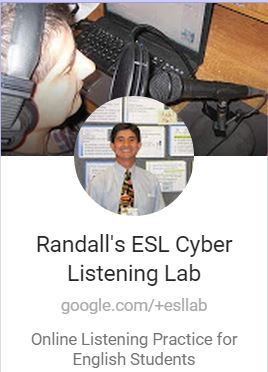 Randall's ESL Cyber
Listening Lab
google.com/+esllab
Online Listening Practice for
English Students